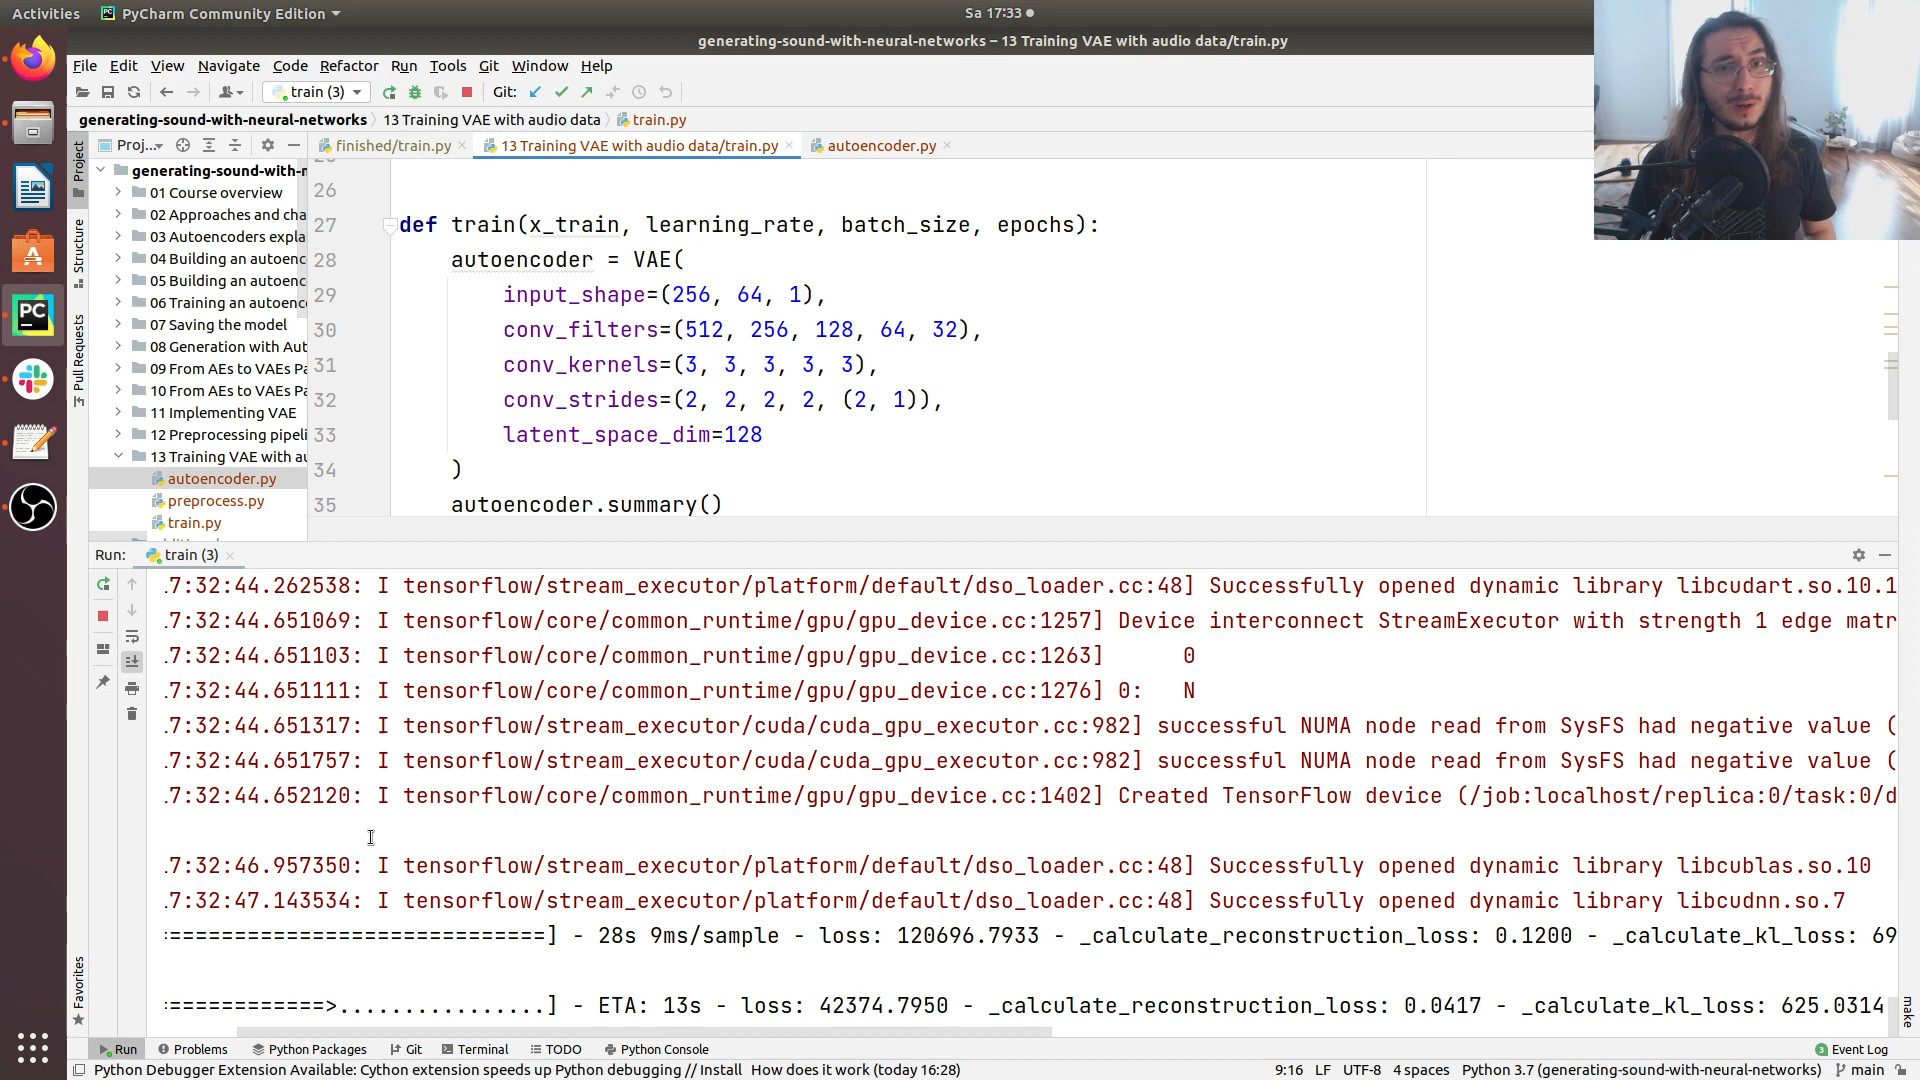 Activities PyCharm Community Edition Sa 17:33
generating-sound-with-neural-networks – 13 Training VAE with audio data/train.py
File Edit View Navigate Code Refactor Run Tools Git Window Help
train (3) Git:
generating-sound-with-neural-networks 13 Training VAE with audio data train.py
Proj... finished/train.py 13 Training VAE with audio data/train.py autoencoder.py
Project
Structure
Pull Requests
Favorites
generating-sound-with-n
01 Course overview
02 Approaches and cha
03 Autoencoders expla
04 Building an autoenc
05 Building an autoenc
06 Training an autoenc
07 Saving the model
08 Generation with Aut
09 From AEs to VAEs Pa
10 From AEs to VAEs Pa
11 Implementing VAE
12 Preprocessing pipeli
13 Training VAE with au
autoencoder.py
preprocess.py
train.py
26
27 def train(x_train, learning_rate, batch_size, epochs):
28 autoencoder = VAE(
29 input_shape=(256, 64, 1),
30 conv_filters=(512, 256, 128, 64, 32),
31 conv_kernels=(3, 3, 3, 3, 3),
32 conv_strides=(2, 2, 2, 2, (2, 1)),
33 latent_space_dim=128
34 )
35 autoencoder.summary()
Run: train (3)
7:32:44.262538: I tensorflow/stream_executor/platform/default/dso_loader.cc:48] Successfully opened dynamic library libcudart.so.10.1
7:32:44.651069: I tensorflow/core/common_runtime/gpu/gpu_device.cc:1257] Device interconnect StreamExecutor with strength 1 edge matr
7:32:44.651103: I tensorflow/core/common_runtime/gpu/gpu_device.cc:1263] 0
7:32:44.651111: I tensorflow/core/common_runtime/gpu/gpu_device.cc:1276] 0: N
7:32:44.651317: I tensorflow/stream_executor/cuda/cuda_gpu_executor.cc:982] successful NUMA node read from SysFS had negative value (
7:32:44.651757: I tensorflow/stream_executor/cuda/cuda_gpu_executor.cc:982] successful NUMA node read from SysFS had negative value (
7:32:44.652120: I tensorflow/core/common_runtime/gpu/gpu_device.cc:1402] Created TensorFlow device (/job:localhost/replica:0/task:0/d
7:32:46.957350: I tensorflow/stream_executor/platform/default/dso_loader.cc:48] Successfully opened dynamic library libcublas.so.10
7:32:47.143534: I tensorflow/stream_executor/platform/default/dso_loader.cc:48] Successfully opened dynamic library libcudnn.so.7
=============================] - 28s 9ms/sample - loss: 120696.7933 - _calculate_reconstruction_loss: 0.1200 - _calculate_kl_loss: 69
============>................] - ETA: 13s - loss: 42374.7950 - _calculate_reconstruction_loss: 0.0417 - _calculate_kl_loss: 625.0314
make
Run Problems Python Packages Git Terminal TODO Python Console 3 Event Log
Python Debugger Extension Available: Cython extension speeds up Python debugging // Install How does it work (today 16:28) 9:16 LF UTF-8 4 spaces Python 3.7 (generating-sound-with-neural-networks) main